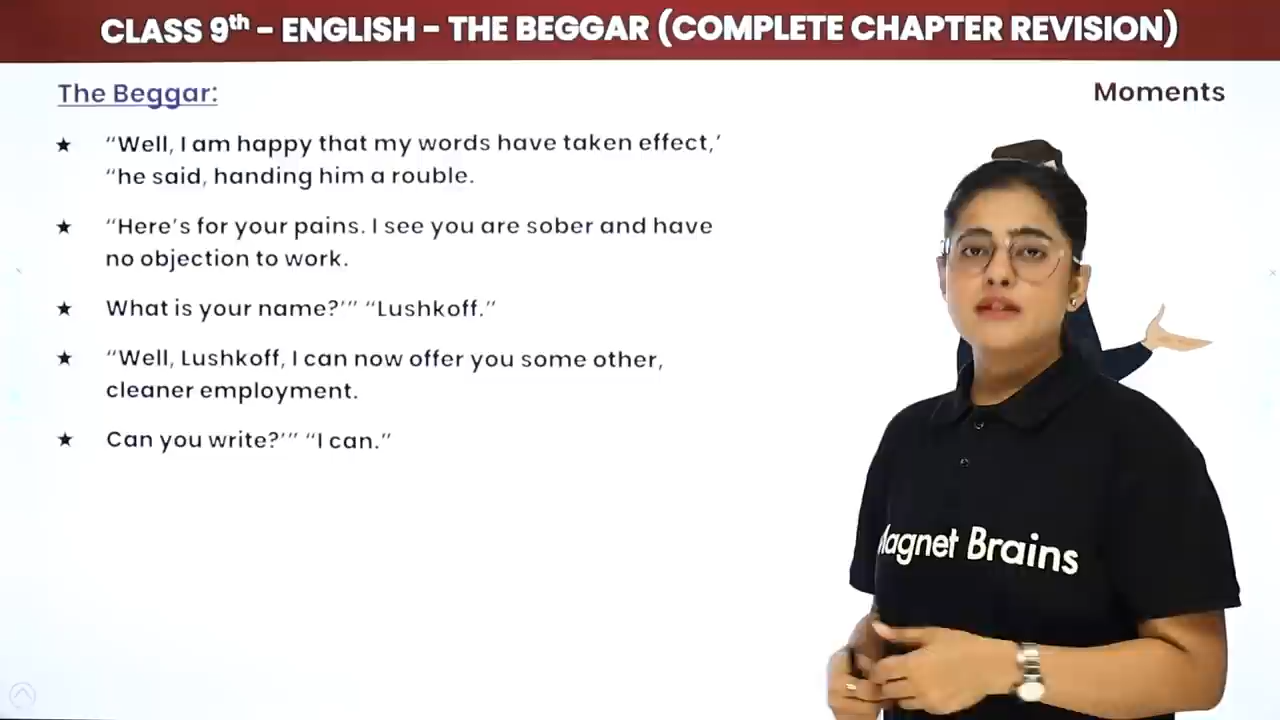 CLASS 9th - ENGLISH - THE BEGGAR (COMPLETE CHAPTER REVISION)
The Beggar:
Moments
★ “Well, I am happy that my words have taken effect,’
“he said, handing him a rouble.
★ “Here’s for your pains. I see you are sober and have
no objection to work.
★ What is your name?’” “Lushkoff.”
★ “Well, Lushkoff, I can now offer you some other,
cleaner employment.
★ Can you write?’” “I can.”
Magnet Brains